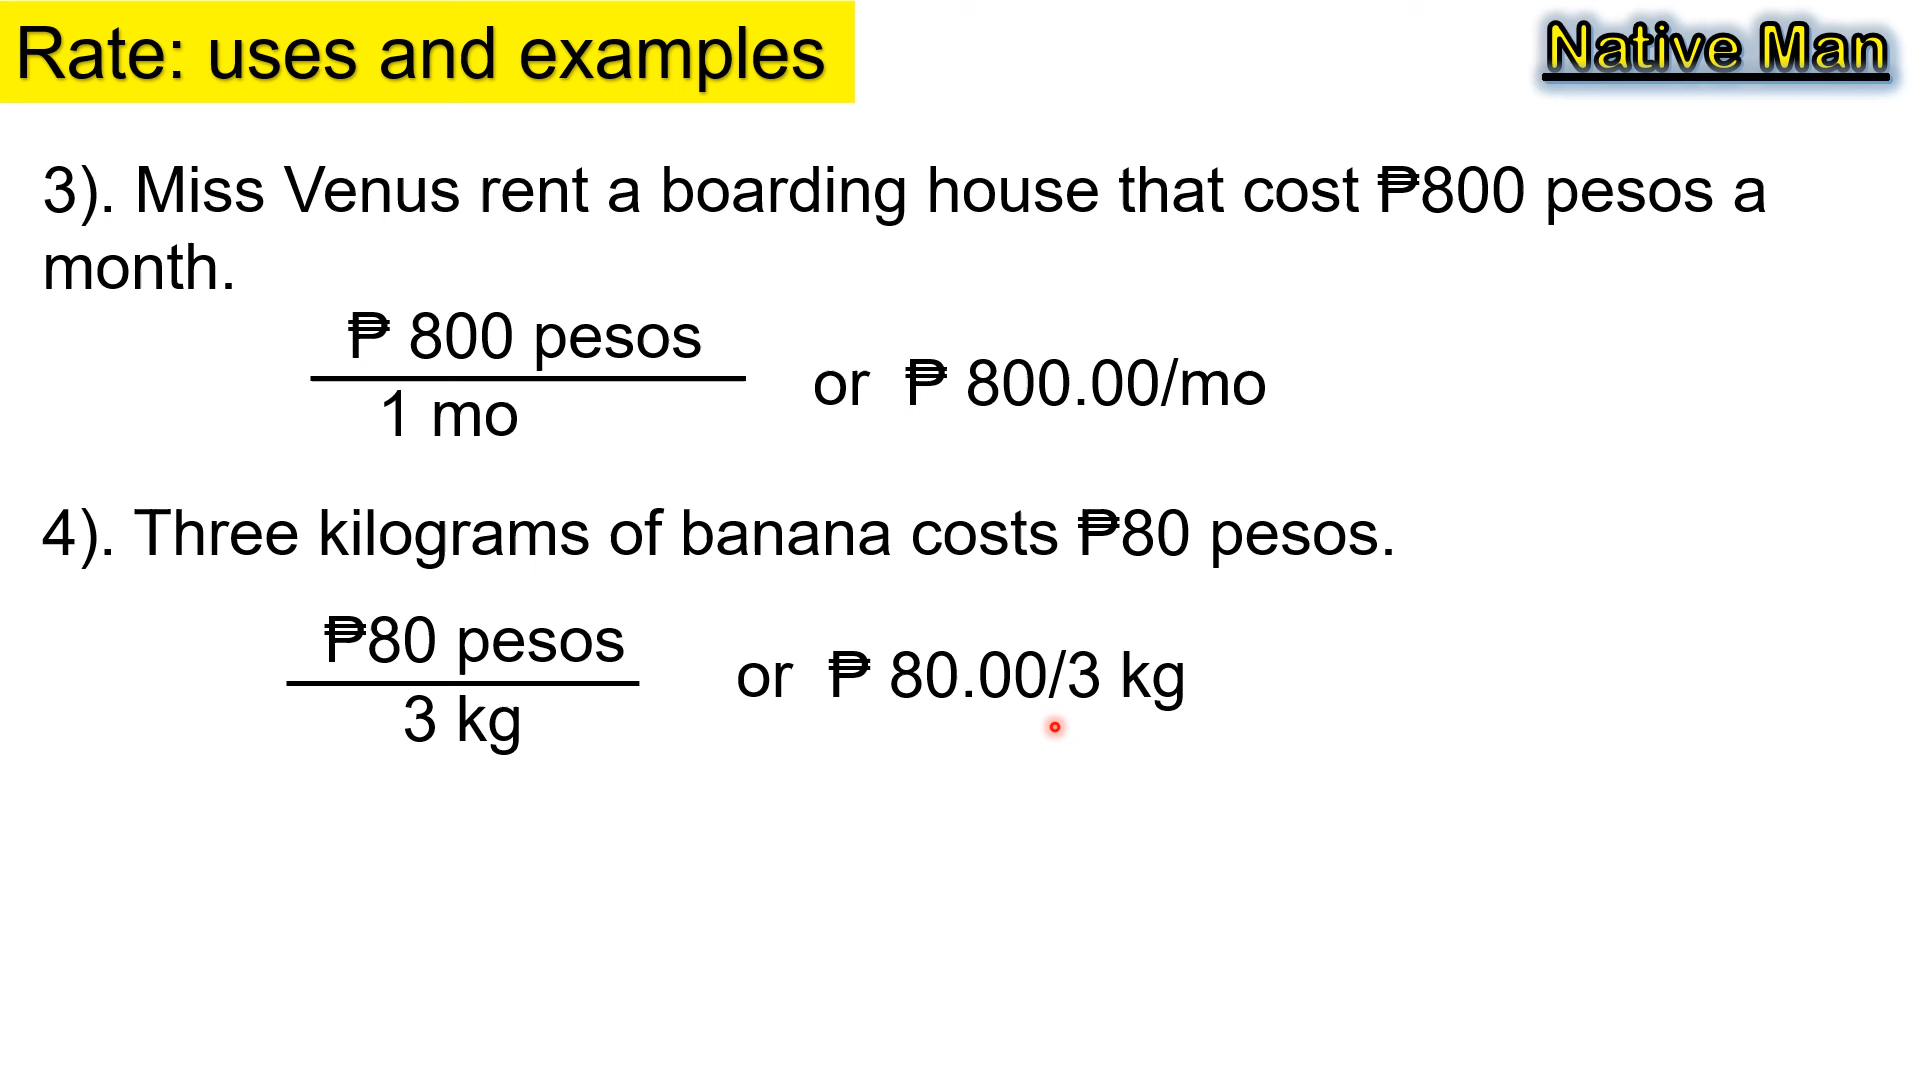 Rate: uses and examples
Native Man
3). Miss Venus rent a boarding house that cost ₱800 pesos a
month.
₱ 800 pesos
1 mo
or ₱ 800.00/mo
4). Three kilograms of banana costs ₱80 pesos.
₱80 pesos
3 kg
or ₱ 80.00/3 kg